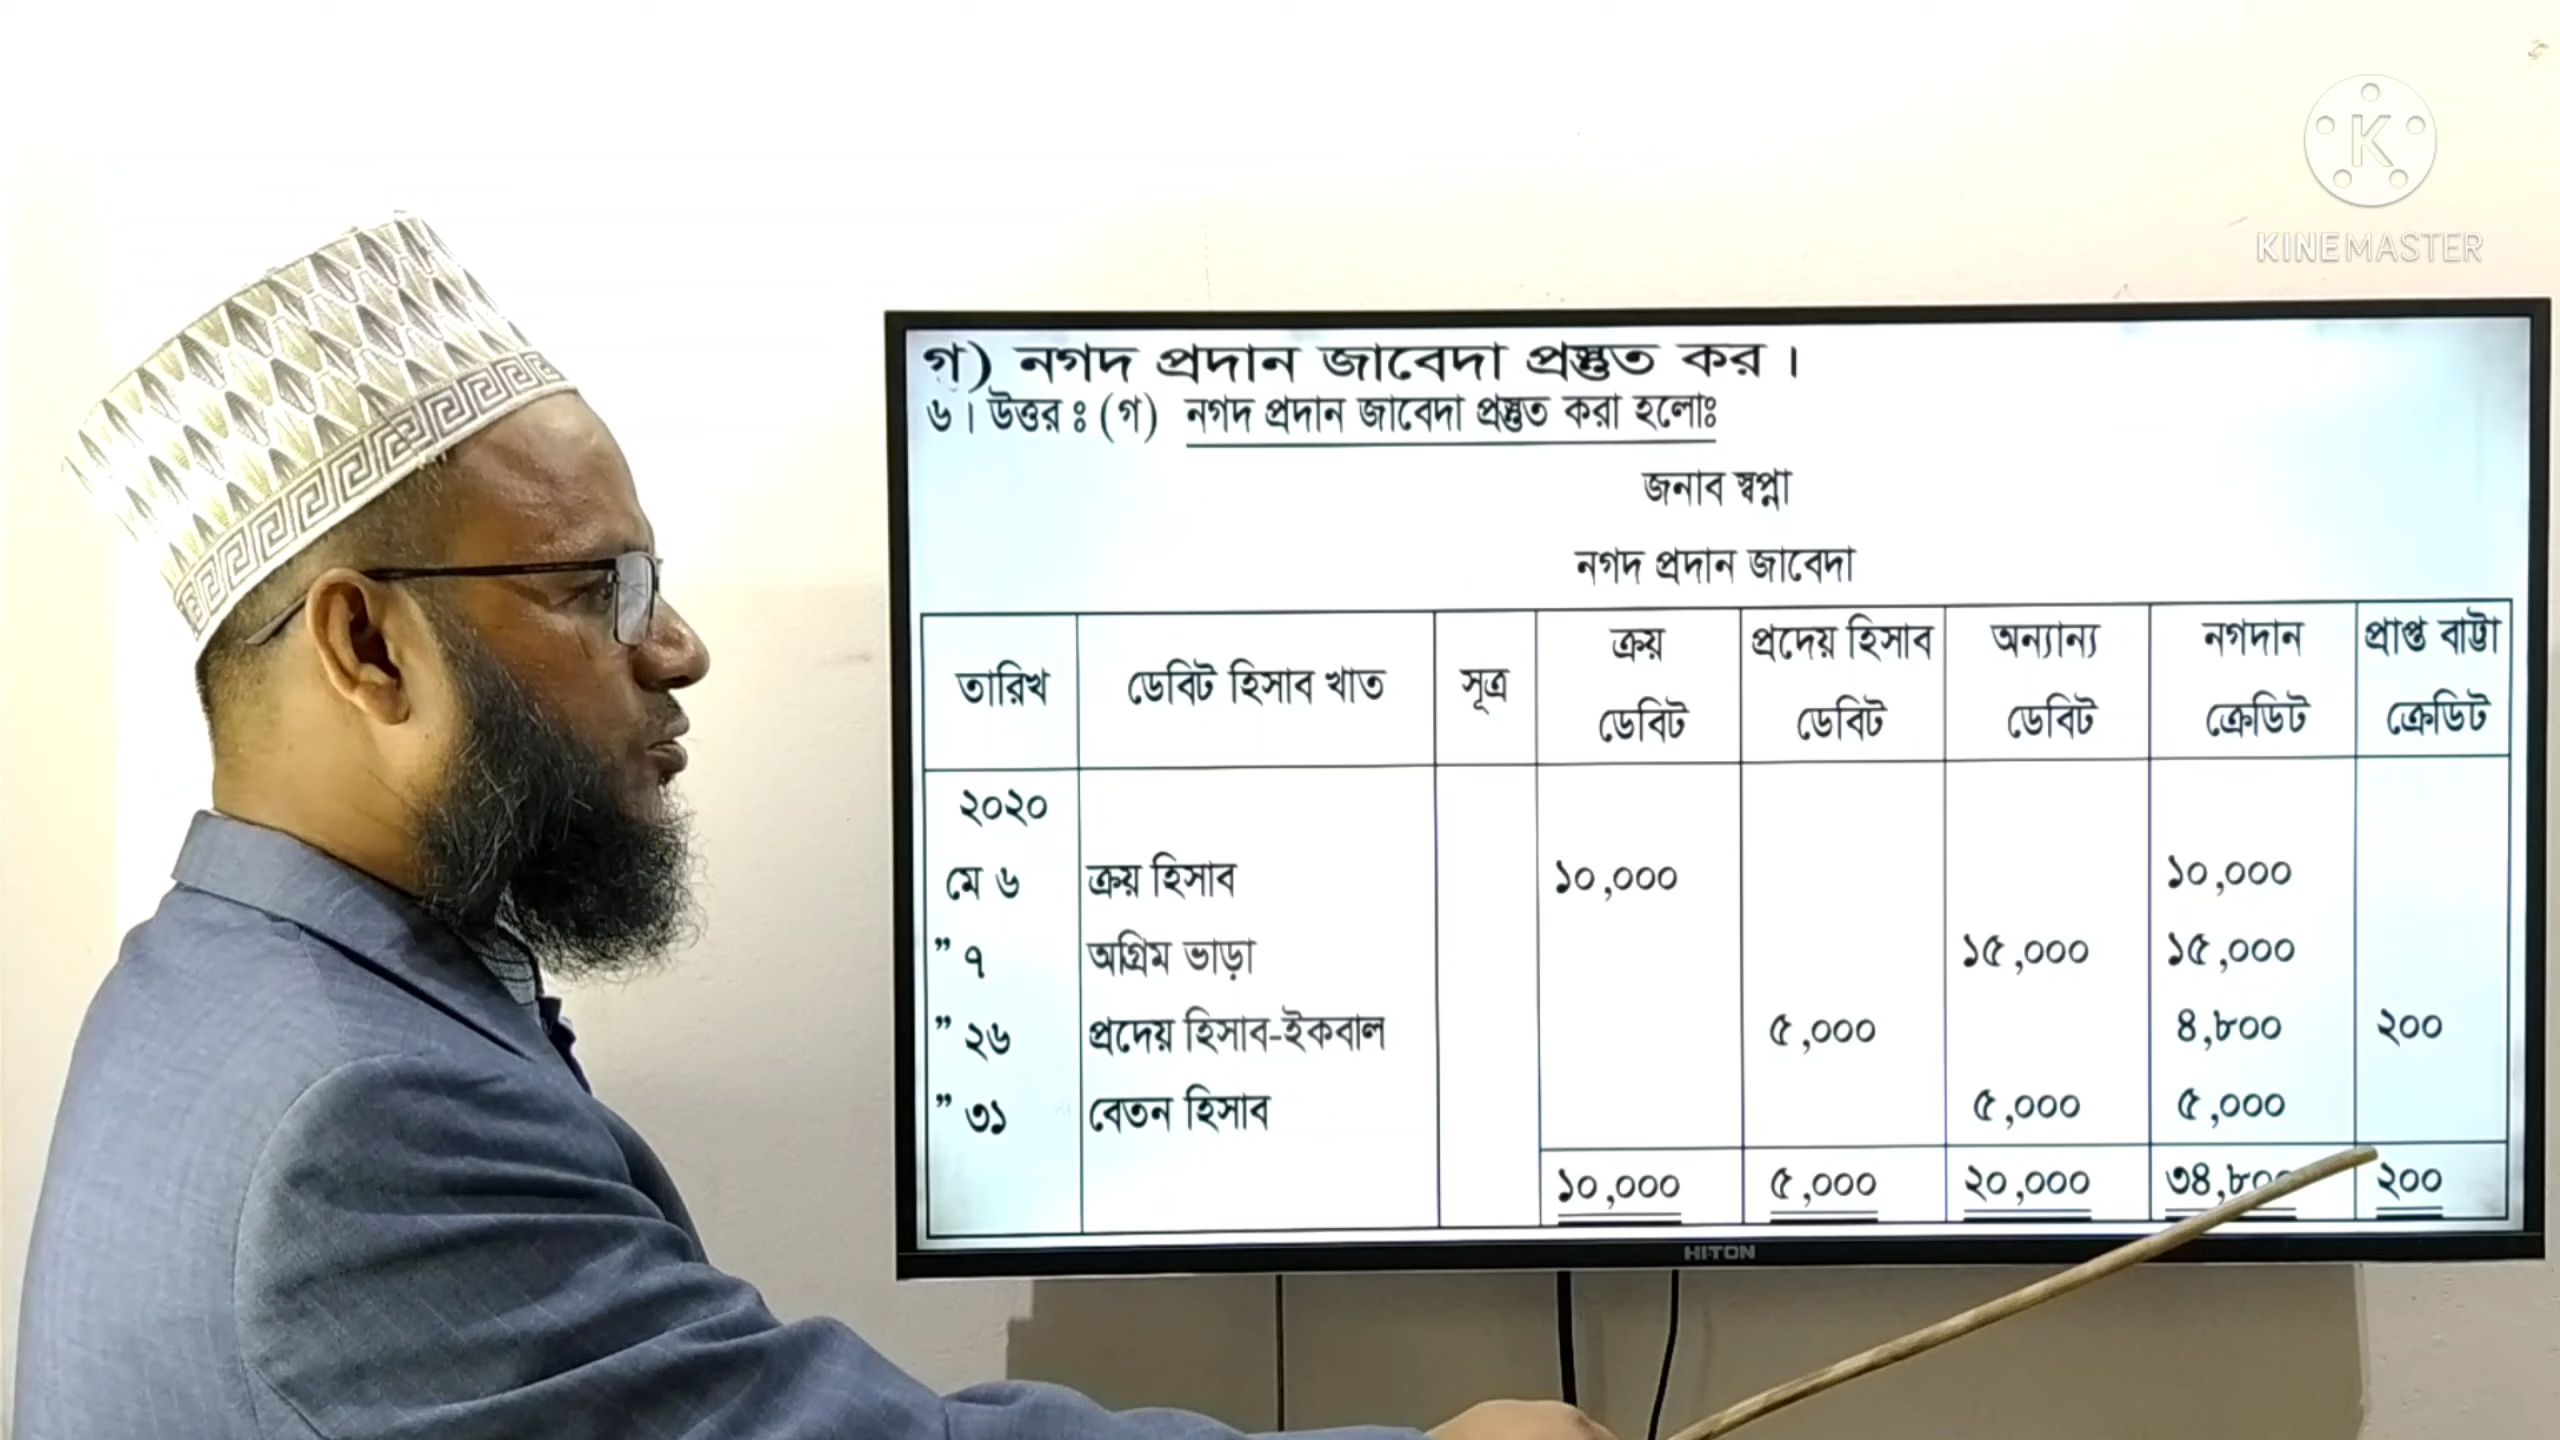 KINEMASTER
গ) নগদ প্রদান জাবেদা প্রস্তুত কর।
৬। উত্তর ঃ (গ) নগদ প্রদান জাবেদা প্রস্তুত করা হলোঃ
জনাব স্বপ্না
নগদ প্রদান জাবেদা
তারিখ ডেবিট হিসাব খাত সূত্র ক্রয় ডেবিট প্রদেয় হিসাব ডেবিট অন্যান্য ডেবিট নগদান ক্রেডিট প্রাপ্ত বাট্টা ক্রেডিট
২০২০
মে ৬ ক্রয় হিসাব ১০,০০০ ১০,০০০
” ৭ অগ্রিম ভাড়া ১৫,০০০ ১৫,০০০
” ২৬ প্রদেয় হিসাব-ইকবাল ৫,০০০ ৪,৮০০ ২০০
” ৩১ বেতন হিসাব ৫,০০০ ৫,০০০
১০,০০০ ৫,০০০ ২০,০০০ ৩৪,৮০০ ২০০
HITON